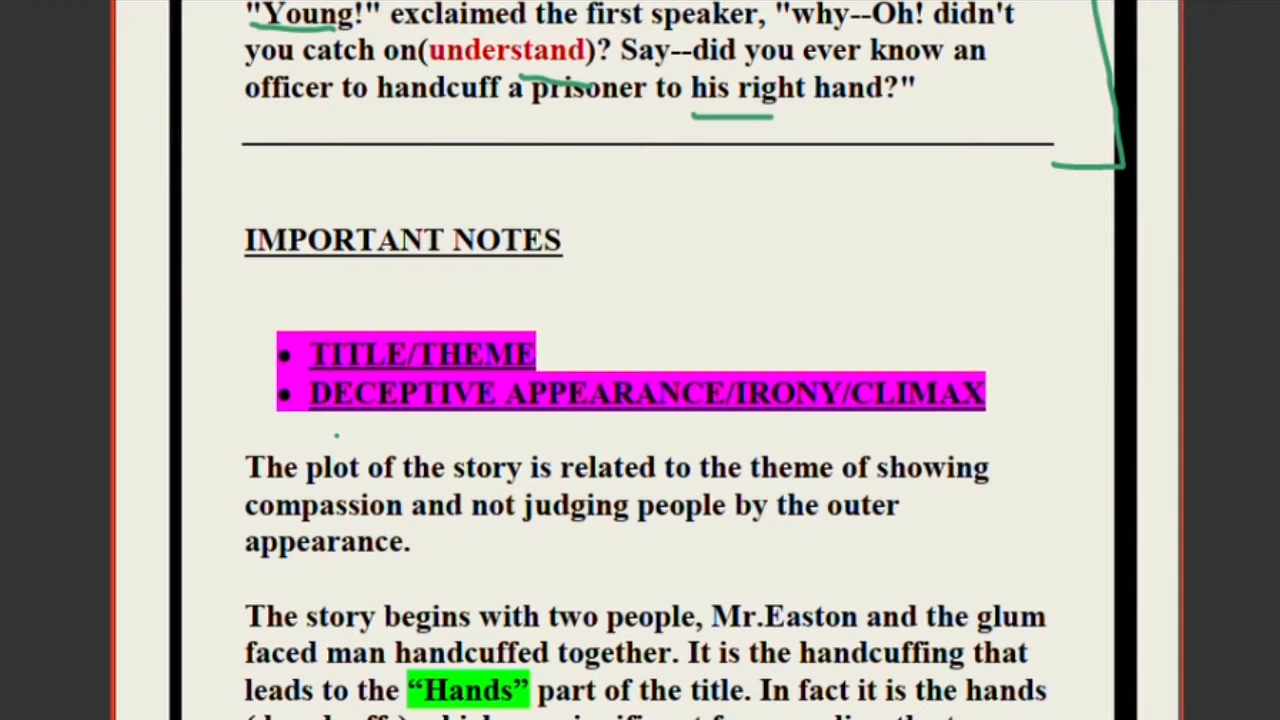 "Young!" exclaimed the first speaker, "why--Oh! didn't
you catch on(understand)? Say--did you ever know an
officer to handcuff a prisoner to his right hand?"
IMPORTANT NOTES
• TITLE/THEME
• DECEPTIVE APPEARANCE/IRONY/CLIMAX
The plot of the story is related to the theme of showing
compassion and not judging people by the outer
appearance.
The story begins with two people, Mr.Easton and the glum
faced man handcuffed together. It is the handcuffing that
leads to the “Hands” part of the title. In fact it is the hands